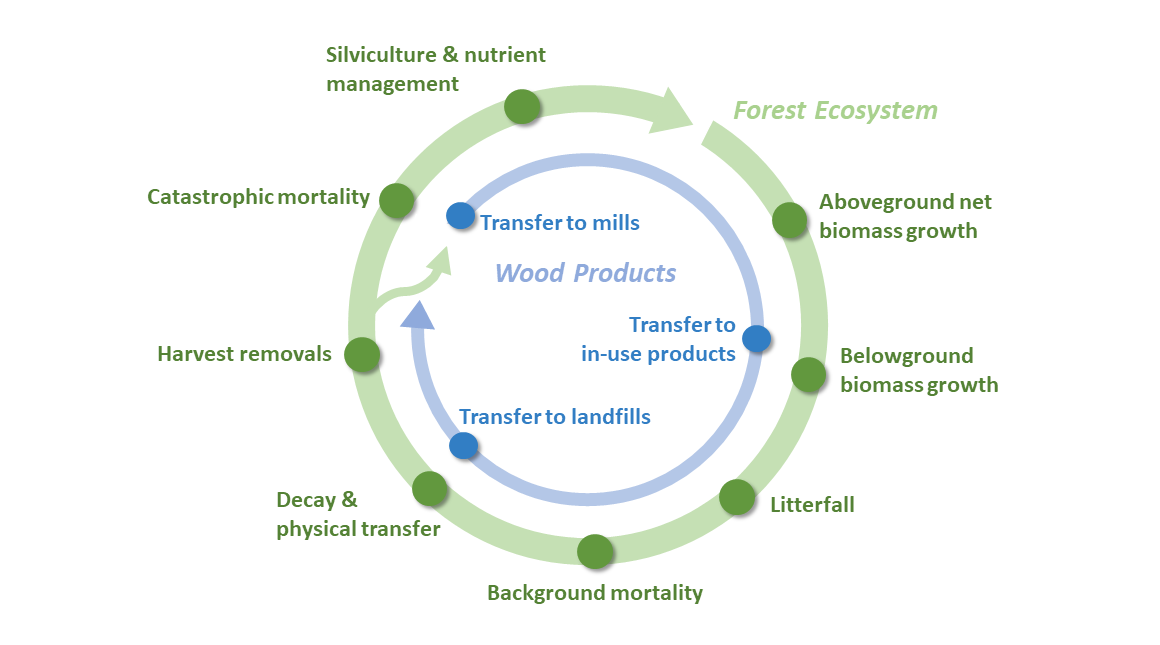 Silviculture & nutrient
management
Forest Ecosystem
Catastrophic mortality
Aboveground net
biomass growth
Transfer to mills
Wood Products
Transfer to
in-use products
Harvest removals
Belowground
biomass growth
Transfer to landfills
Decay &
physical transfer
Litterfall
Background mortality